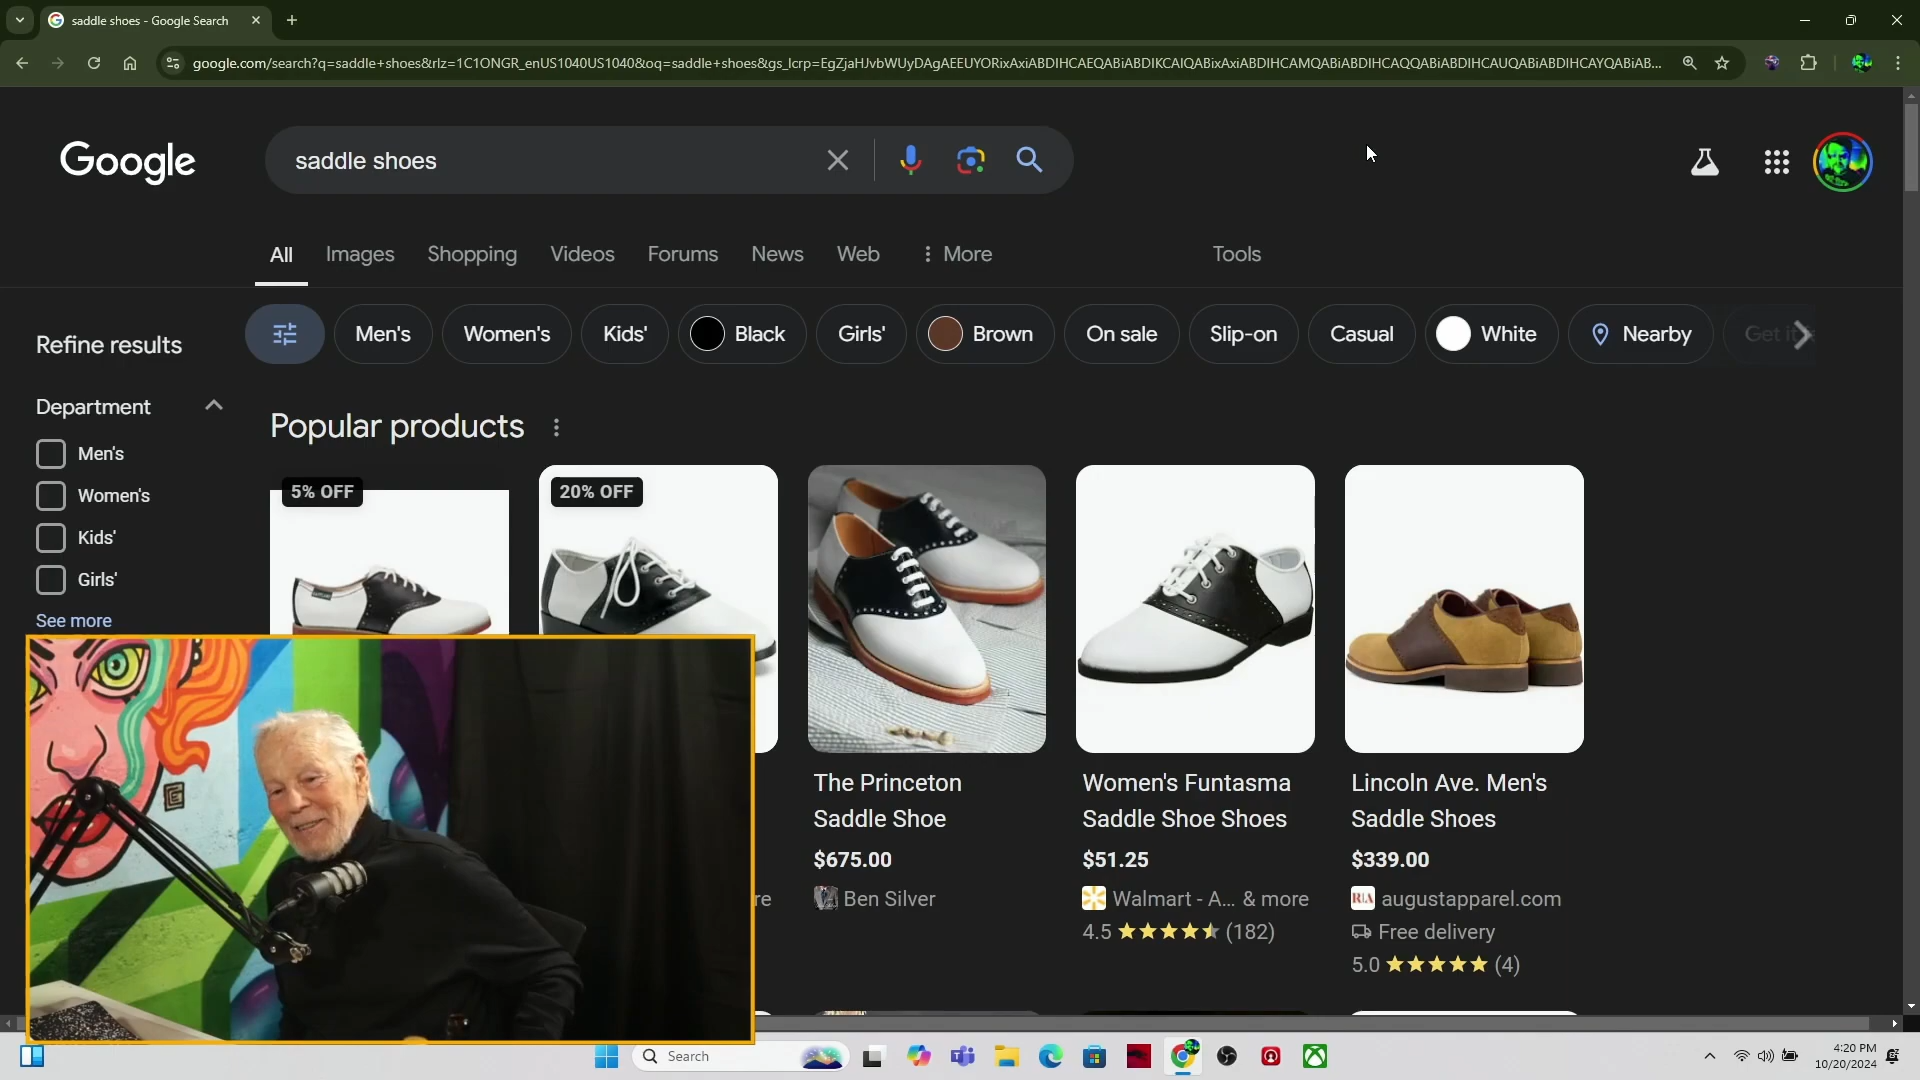 saddle shoes - Google Search
google.com/search?q=saddle+shoes&rlz=1C1ONGR_enUS1040US1040&oq=saddle+shoes&gs_lcrp=EgZjaHJvbWUyDAgAEEUYORixAxiABDIHCAEQABiABDIKCAIQABixAxiABDIHCAMQABiABDIHCAQQABiABDIHCAUQABiABDIHCAYQABiAB...
Google
saddle shoes
All Images Shopping Videos Forums News Web More Tools
Men's Women's Kids' Black Girls' Brown On sale Slip-on Casual White Nearby Get it
Refine results
Department
Men's
Women's
Kids'
Girls'
See more
Popular products
5% OFF
20% OFF
The Princeton
Saddle Shoe
$675.00
Ben Silver
Women's Funtasma
Saddle Shoe Shoes
$51.25
Walmart - A... & more
4.5 (182)
Lincoln Ave. Men's
Saddle Shoes
$339.00
augustapparel.com
Free delivery
5.0 (4)
re
Search
4:20 PM
10/20/2024